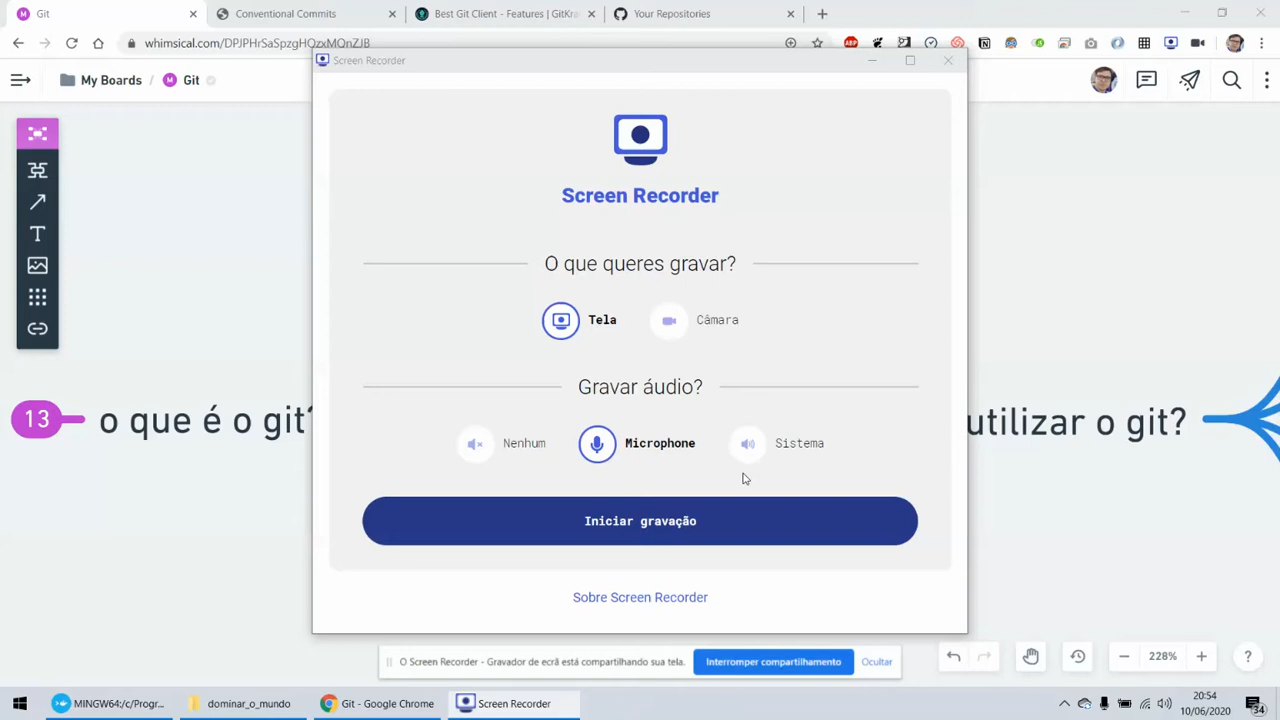 Git
Conventional Commits
Best Git Client - Features | GitKra
Your Repositories
whimsical.com/DPJPHrSaSpzgHQzxMQnZJB
My Boards / Git
Screen Recorder
Screen Recorder
O que queres gravar?
Tela
Câmara
Gravar áudio?
Nenhum
Microphone
Sistema
Iniciar gravação
Sobre Screen Recorder
13
o que é o git?
utilizar o git?
O Screen Recorder - Gravador de ecrã está compartilhando sua tela.
Interromper compartilhamento
Ocultar
228%
?
MINGW64:/c/Progr...
dominar_o_mundo
Git - Google Chrome
Screen Recorder
20:54
10/06/2020
34